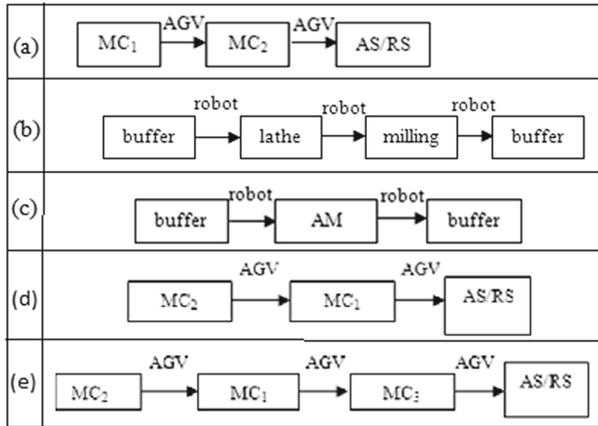 (a) MC₁ AGV MC₂ AGV AS/RS
(b) buffer robot lathe robot milling robot buffer
(c) buffer robot AM robot buffer
(d) MC₂ AGV MC₁ AGV AS/RS
(e) MC₂ AGV MC₁ AGV MC₃ AGV AS/RS